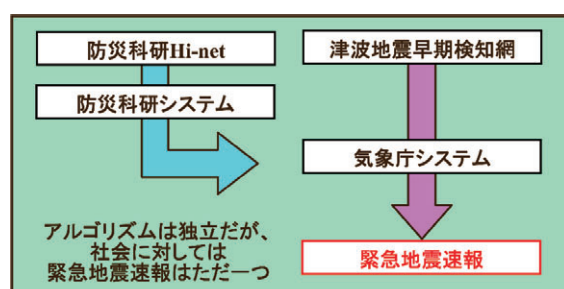 防災科研Hi-net
防災科研システム
津波地震早期検知網
気象庁システム
緊急地震速報
アルゴリズムは独立だが、
社会に対しては
緊急地震速報はただ一つ